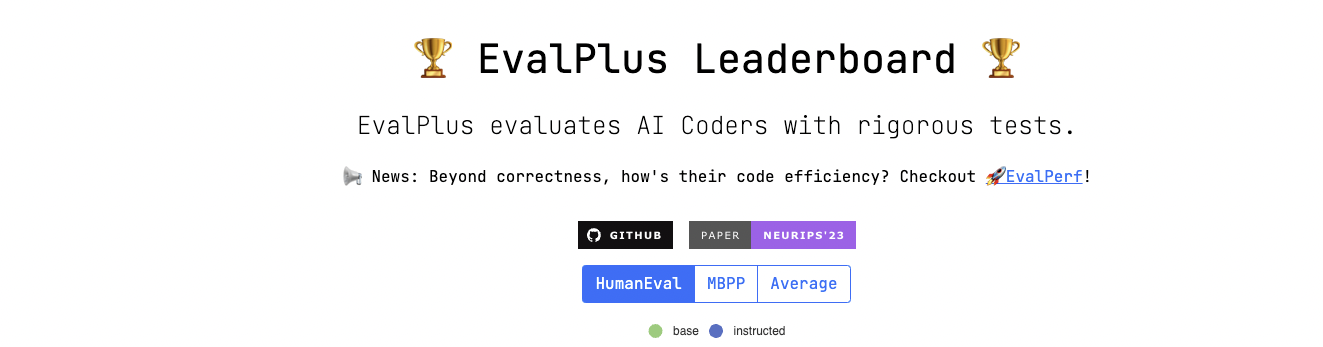 🏆 EvalPlus Leaderboard 🏆
EvalPlus evaluates AI Coders with rigorous tests.
📢 News: Beyond correctness, how's their code efficiency? Checkout 🚀EvalPerf!
GITHUB PAPER NEURIPS'23
HumanEval MBPP Average
base instructed